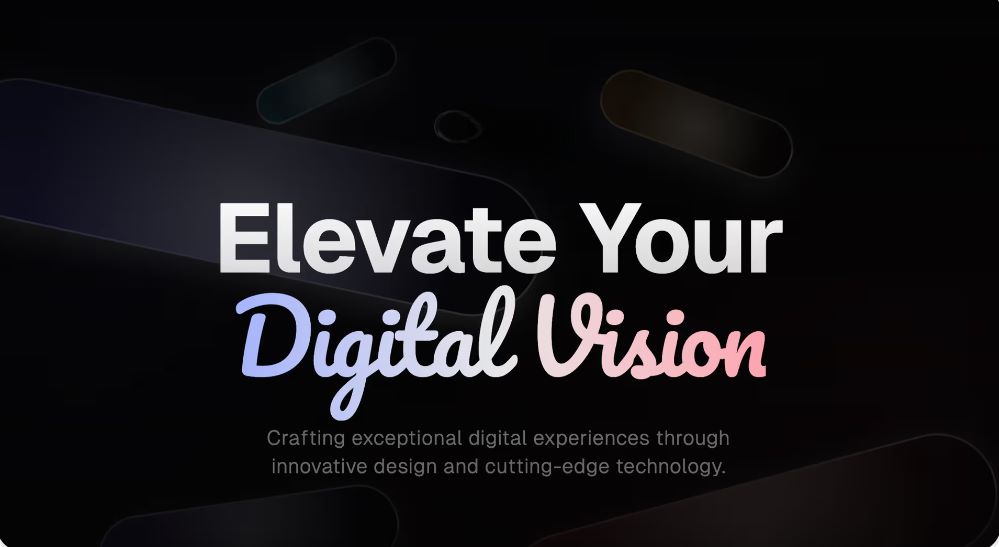 Elevate Your
Digital Vision
Crafting exceptional digital experiences through
innovative design and cutting-edge technology.